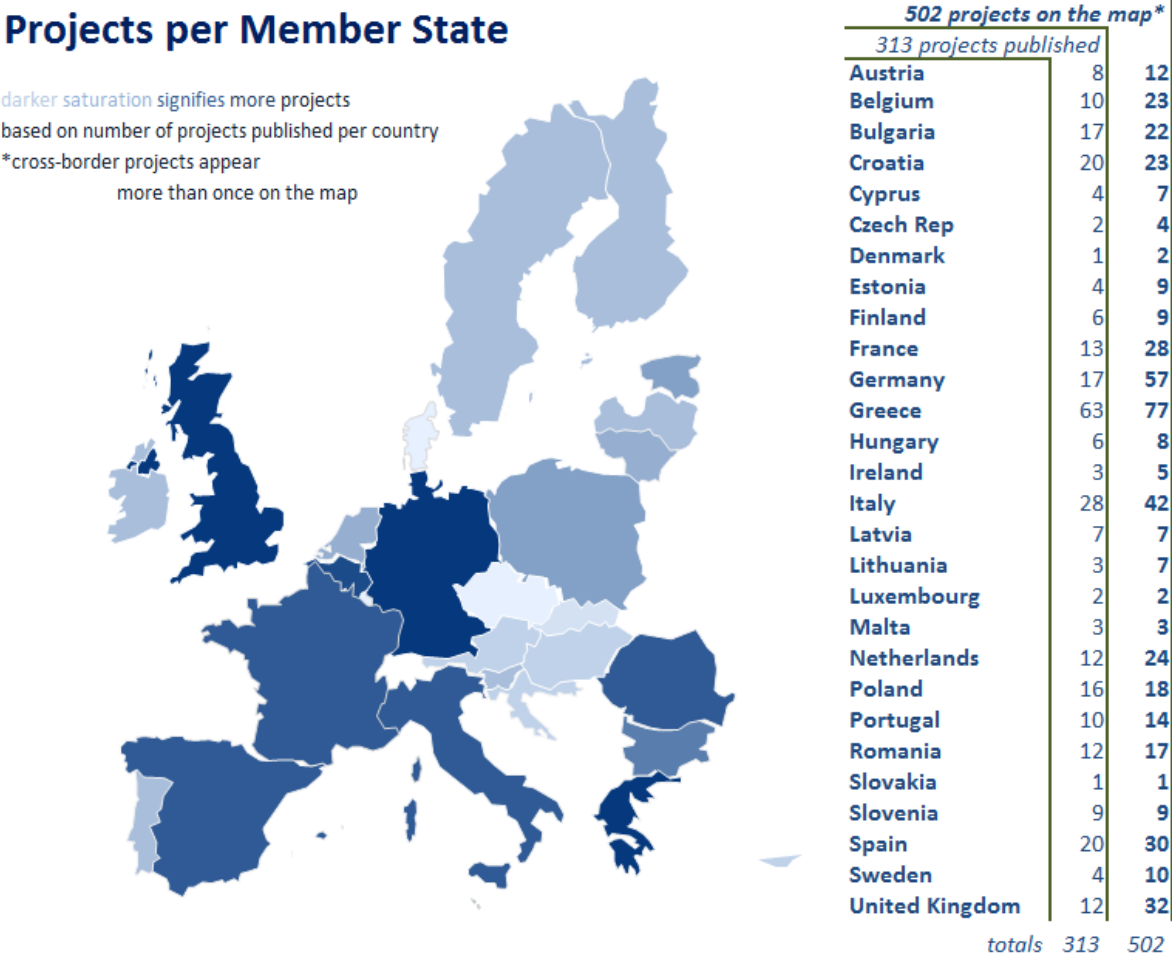 Projects per Member State
darker saturation signifies more projects
based on number of projects published per country
*cross-border projects appear
more than once on the map
502 projects on the map*
313 projects published
Austria 8 12
Belgium 10 23
Bulgaria 17 22
Croatia 20 23
Cyprus 4 7
Czech Rep 2 4
Denmark 1 2
Estonia 4 9
Finland 6 9
France 13 28
Germany 17 57
Greece 63 77
Hungary 6 8
Ireland 3 5
Italy 28 42
Latvia 7 7
Lithuania 3 7
Luxembourg 2 2
Malta 3 3
Netherlands 12 24
Poland 16 18
Portugal 10 14
Romania 12 17
Slovakia 1 1
Slovenia 9 9
Spain 20 30
Sweden 4 10
United Kingdom 12 32
totals 313 502